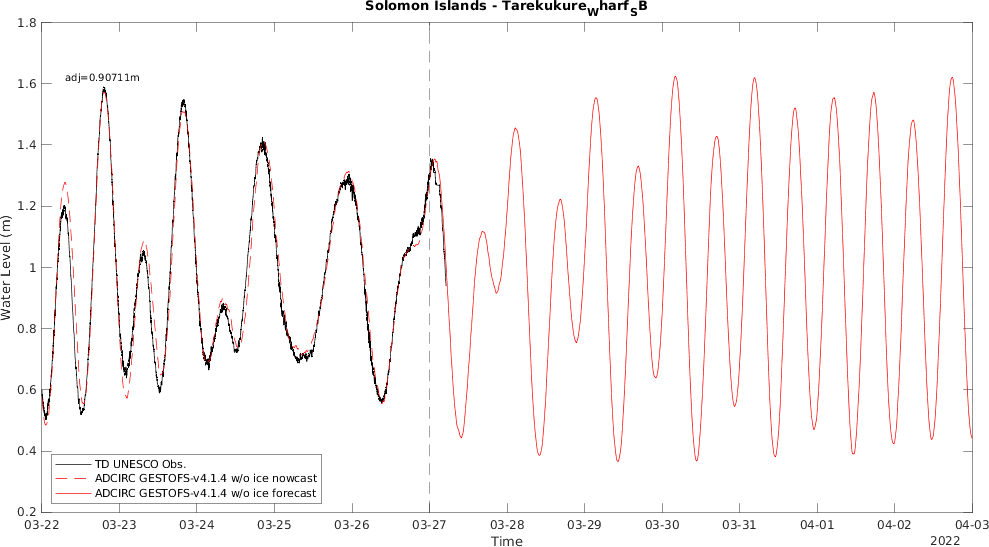 Solomon Islands - Tarekukure_Wharf_SB
adj=0.90711m
1.8
1.6
1.4
1.2
1
0.8
0.6
0.4
0.2
Water Level (m)
TD UNESCO Obs.
ADCIRC GESTOFS-v4.1.4 w/o ice nowcast
ADCIRC GESTOFS-v4.1.4 w/o ice forecast
03-22 03-23 03-24 03-25 03-26 03-27 03-28 03-29 03-30 03-31 04-01 04-02 04-03
Time
2022